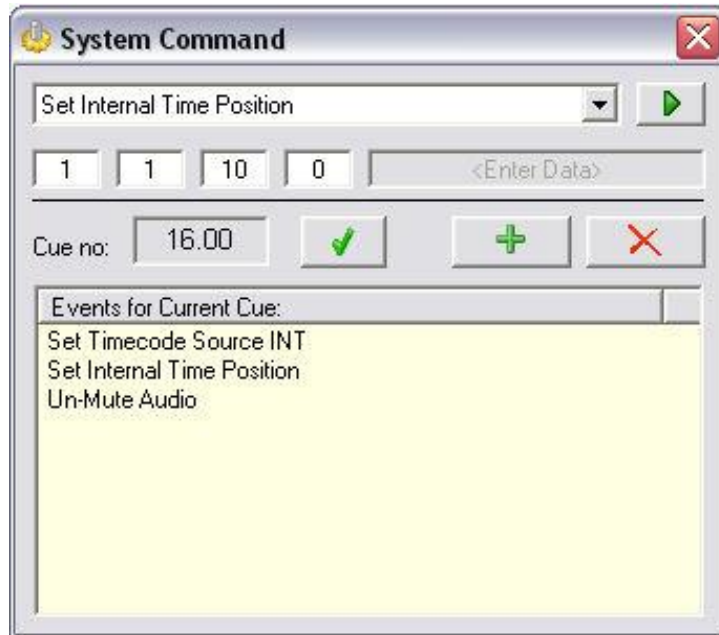 System Command
Set Internal Time Position
1 1 10 0 <Enter Data>
Cue no: 16.00
Events for Current Cue:
Set Timecode Source INT
Set Internal Time Position
Un-Mute Audio